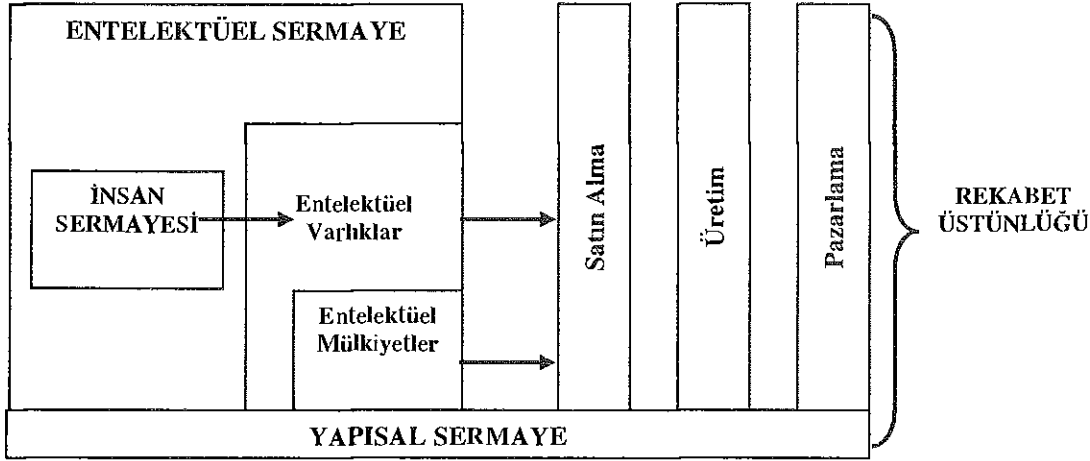 ENTELEKTÜEL SERMAYE
İNSAN
SERMAYESİ
Entelektüel
Varlıklar
Entelektüel
Mülkiyetler
Satın Alma
Üretim
Pazarlama
REKABET
ÜSTÜNLÜĞÜ
YAPISAL SERMAYE